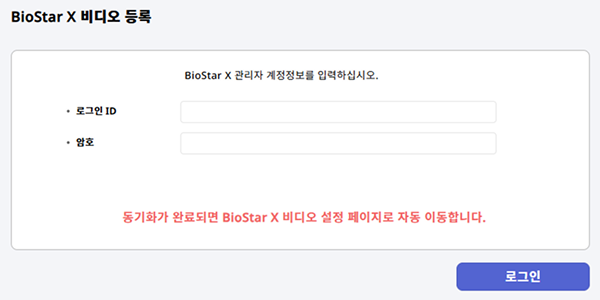 BioStar X 비디오 등록
BioStar X 관리자 계정정보를 입력하십시오.
• 로그인 ID
• 암호
동기화가 완료되면 BioStar X 비디오 설정 페이지로 자동 이동합니다.
로그인